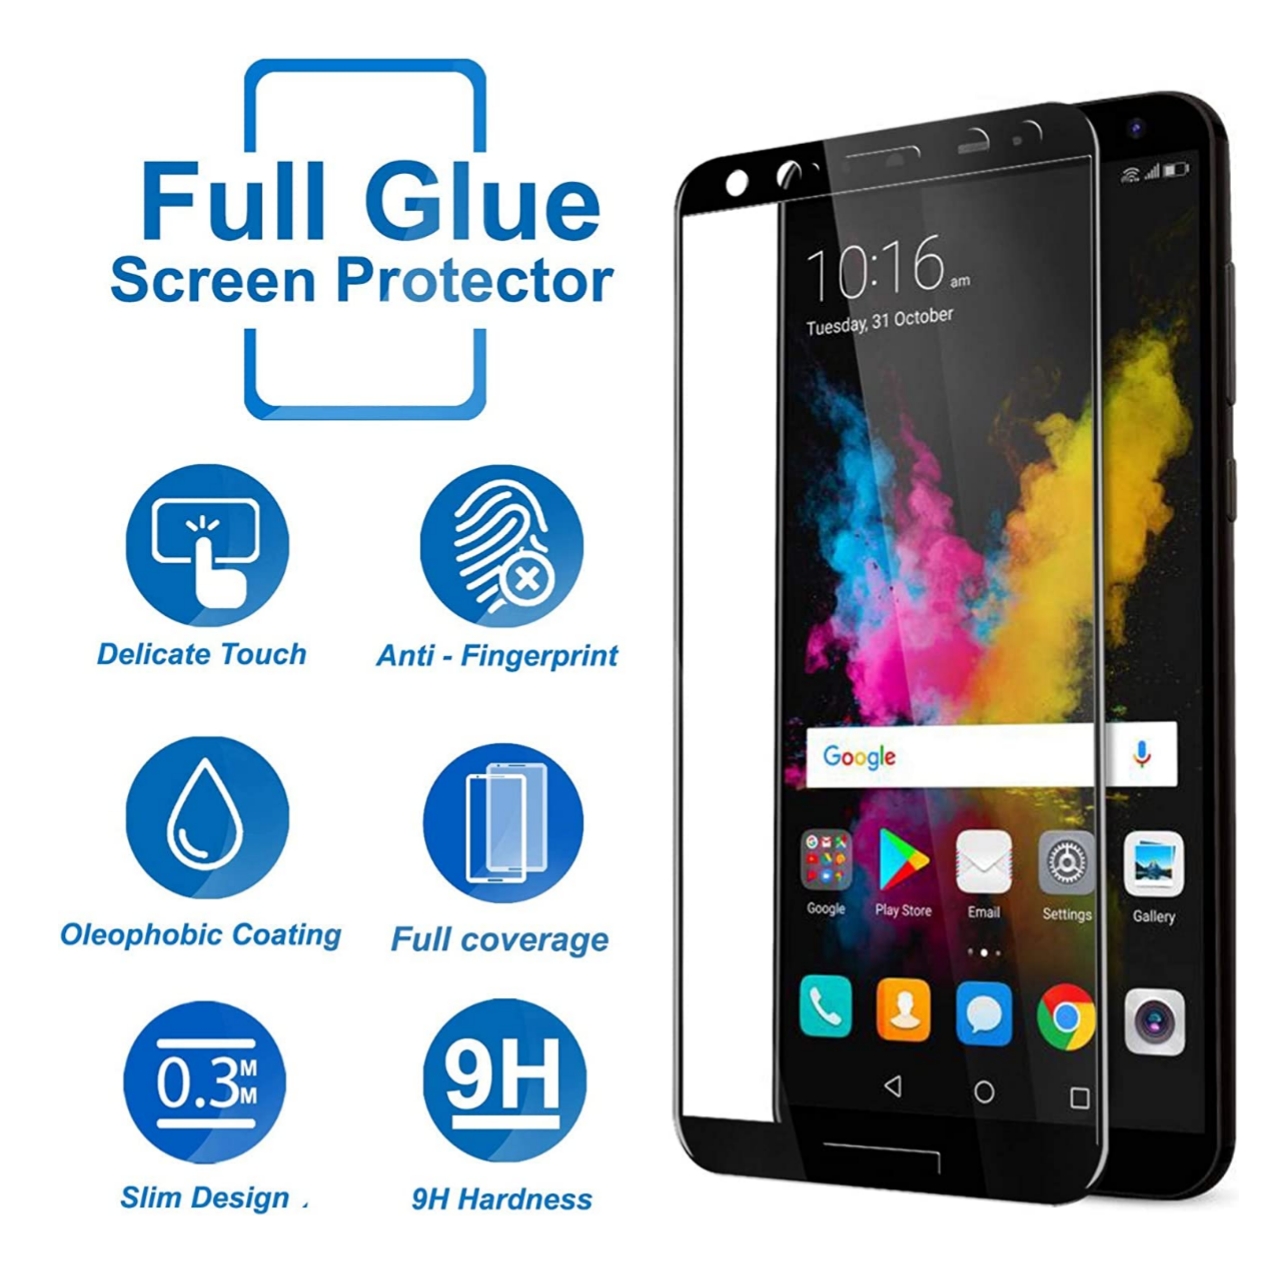 Full Glue
Screen Protector
Delicate Touch
Anti - Fingerprint
Oleophobic Coating
Full coverage
0.3MM
Slim Design .
9H
9H Hardness
10:16 am
Tuesday, 31 October
Google
Google
Play Store
Email
Settings
Gallery